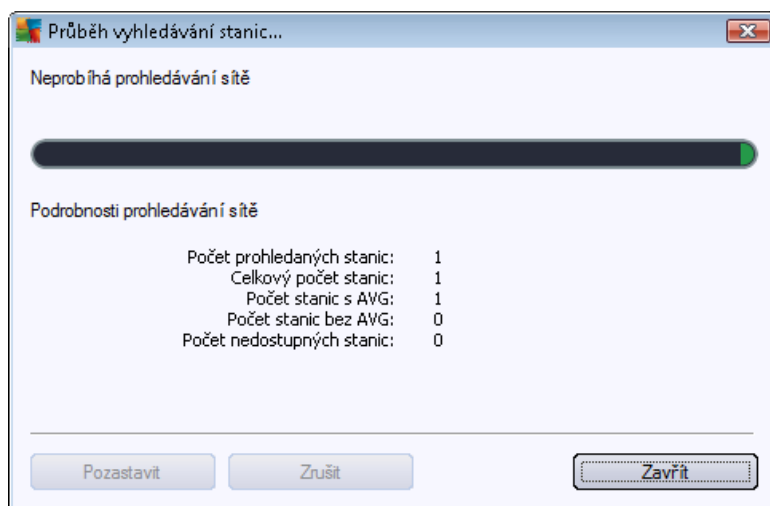 Průběh vyhledávání stanic...
Neprobíhá prohledávání sítě
Podrobnosti prohledávání sítě
Počet prohledaných stanic: 1
Celkový počet stanic: 1
Počet stanic s AVG: 1
Počet stanic bez AVG: 0
Počet nedostupných stanic: 0
Pozastavit Zrušit Zavřít